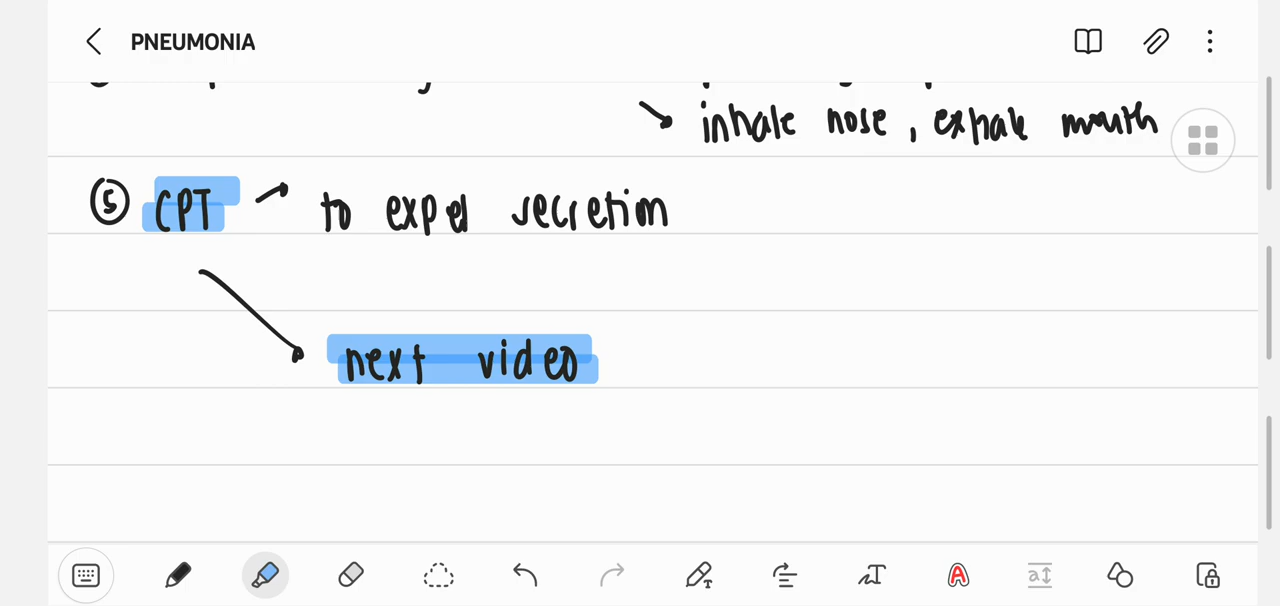 PNEUMONIA
inhale nose, exhale mouth
⑤ CPT → to expel secretion
next video